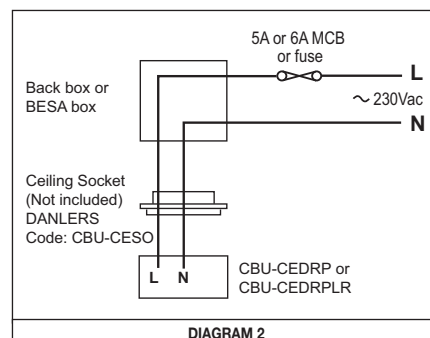 5A or 6A MCB
or fuse
L
Back box or
BESA box
~ 230Vac
N
Ceiling Socket
(Not included)
DANLERS
Code: CBU-CESO
L N
CBU-CEDRP or
CBU-CEDRPLR
DIAGRAM 2